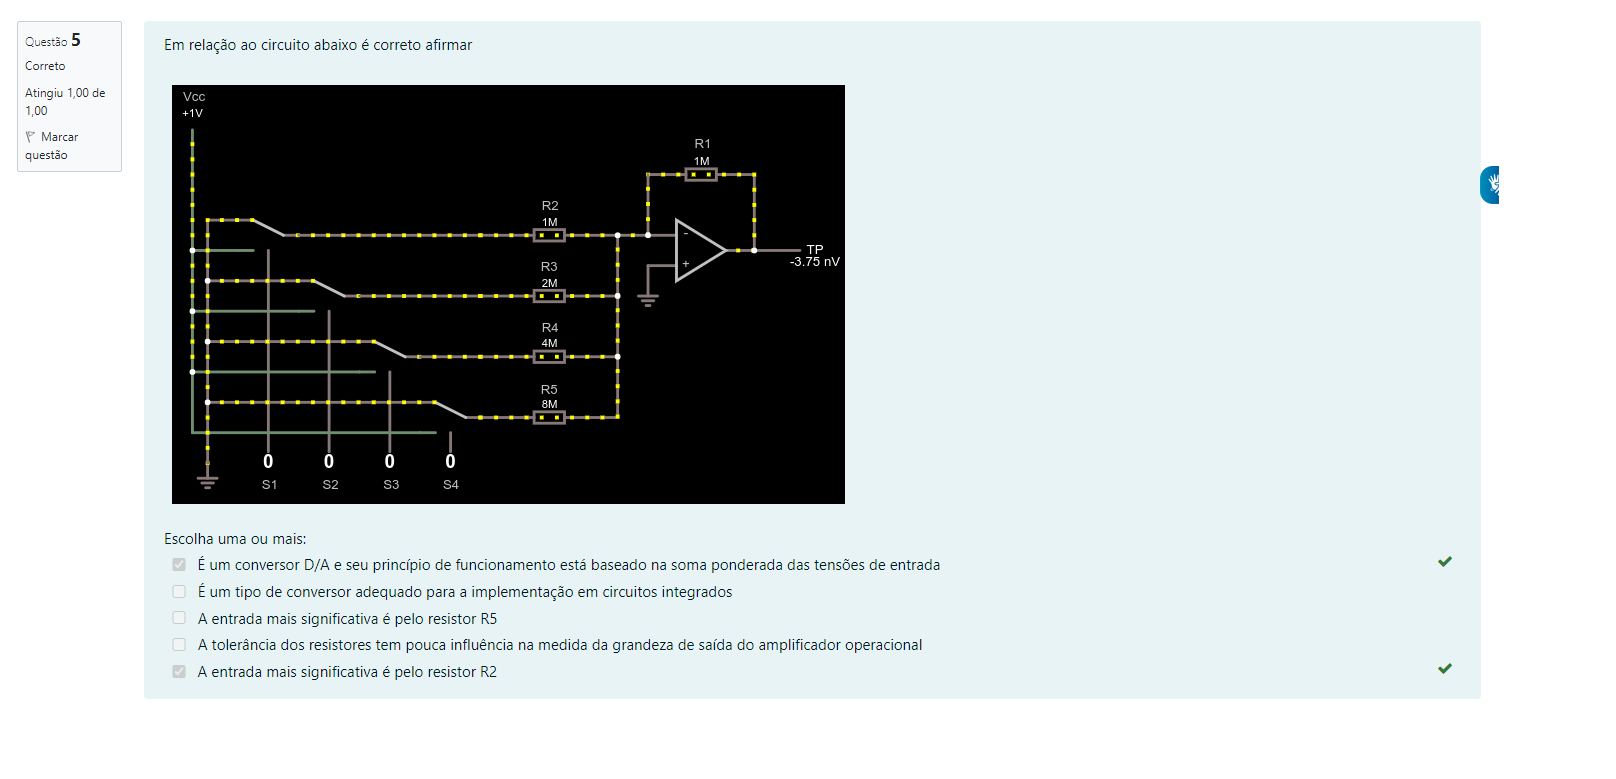 Questão 5
Correto
Atingiu 1,00 de
1,00
Marcar
questão
Em relação ao circuito abaixo é correto afirmar
Vcc
+1V
R1
1M
R2
1M
-
+
TP
-3.75 nV
R3
2M
R4
4M
R5
8M
0 0 0 0
S1 S2 S3 S4
Escolha uma ou mais:
É um conversor D/A e seu princípio de funcionamento está baseado na soma ponderada das tensões de entrada
É um tipo de conversor adequado para a implementação em circuitos integrados
A entrada mais significativa é pelo resistor R5
A tolerância dos resistores tem pouca influência na medida da grandeza de saída do amplificador operacional
A entrada mais significativa é pelo resistor R2